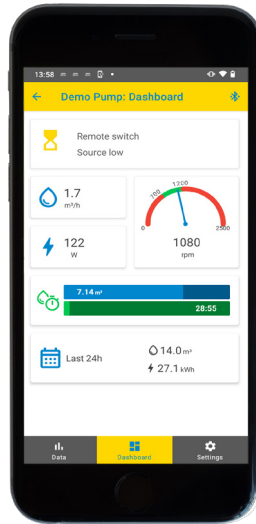 13:58
Demo Pump: Dashboard
Remote switch
Source low
1.7
m³/h
122
W
0
700
1200
2500
1080
rpm
7.14 m³
28:55
Last 24h
14.0 m³
27.1 kWh
Data
Dashboard
Settings